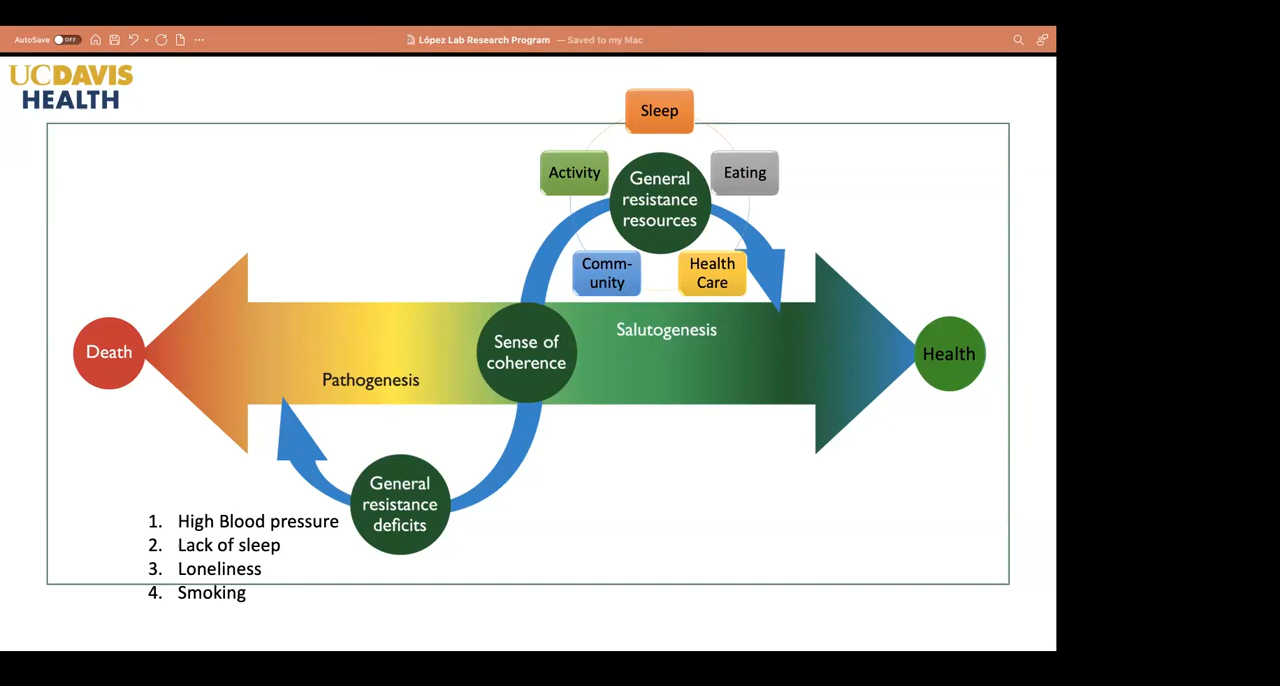 AutoSave OFF
López Lab Research Program — Saved to my Mac
UCDAVIS
HEALTH
Sleep
Activity
Eating
General
resistance
resources
Comm-
unity
Health
Care
Death
Pathogenesis
Sense of
coherence
Salutogenesis
Health
General
resistance
deficits
1. High Blood pressure
2. Lack of sleep
3. Loneliness
4. Smoking